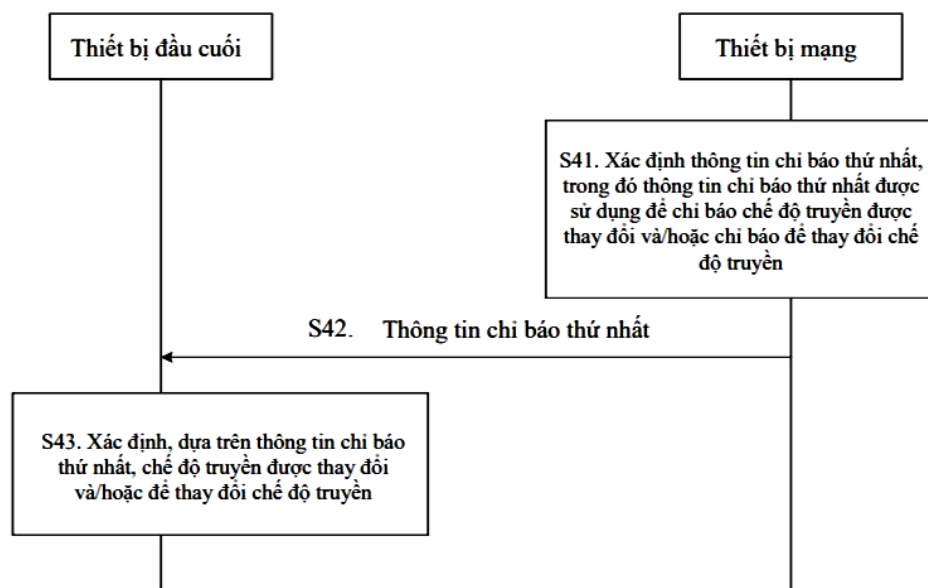 Thiết bị đầu cuối
Thiết bị mạng
S41. Xác định thông tin chỉ báo thứ nhất,
trong đó thông tin chỉ báo thứ nhất được
sử dụng để chỉ báo chế độ truyền được
thay đổi và/hoặc chỉ báo để thay đổi chế
độ truyền
S42. Thông tin chỉ báo thứ nhất
S43. Xác định, dựa trên thông tin chỉ báo
thứ nhất, chế độ truyền được thay đổi
và/hoặc để thay đổi chế độ truyền